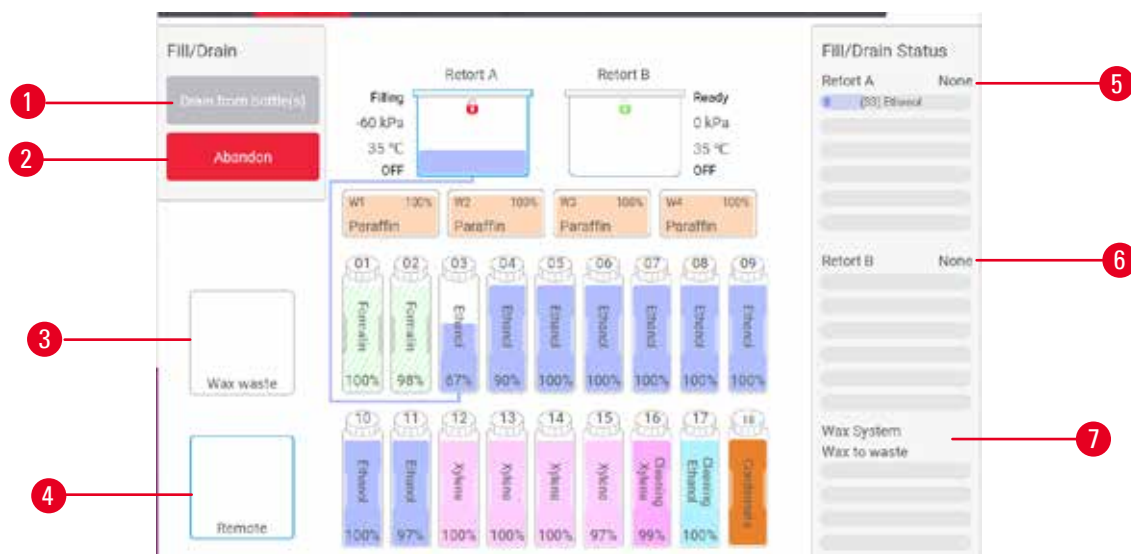 Fill/Drain
Drain from bottle(s)
Abandon
1
2
3
Wax waste
4
Remote
Retort A
Filling
-60 kPa
35 °C
OFF
Retort B
Ready
0 kPa
35 °C
OFF
W1 100%
Paraffin
W2 100%
Paraffin
W3 100%
Paraffin
W4 100%
Paraffin
01 02 03 04 05 06 07 08 09
Formalin Formalin Ethanol Ethanol Ethanol Ethanol Ethanol Ethanol Ethanol
100% 98% 67% 90% 100% 100% 100% 100% 100%
10 11 12 13 14 15 16 17 18
Ethanol Ethanol Xylene Xylene Xylene Xylene Cleaning Xylene Cleaning Ethanol Condensate
100% 97% 100% 100% 100% 97% 99% 100%
Fill/Drain Status
Retort A None
(S3) Ethanol
Retort B None
Wax System
Wax to waste
5
6
7